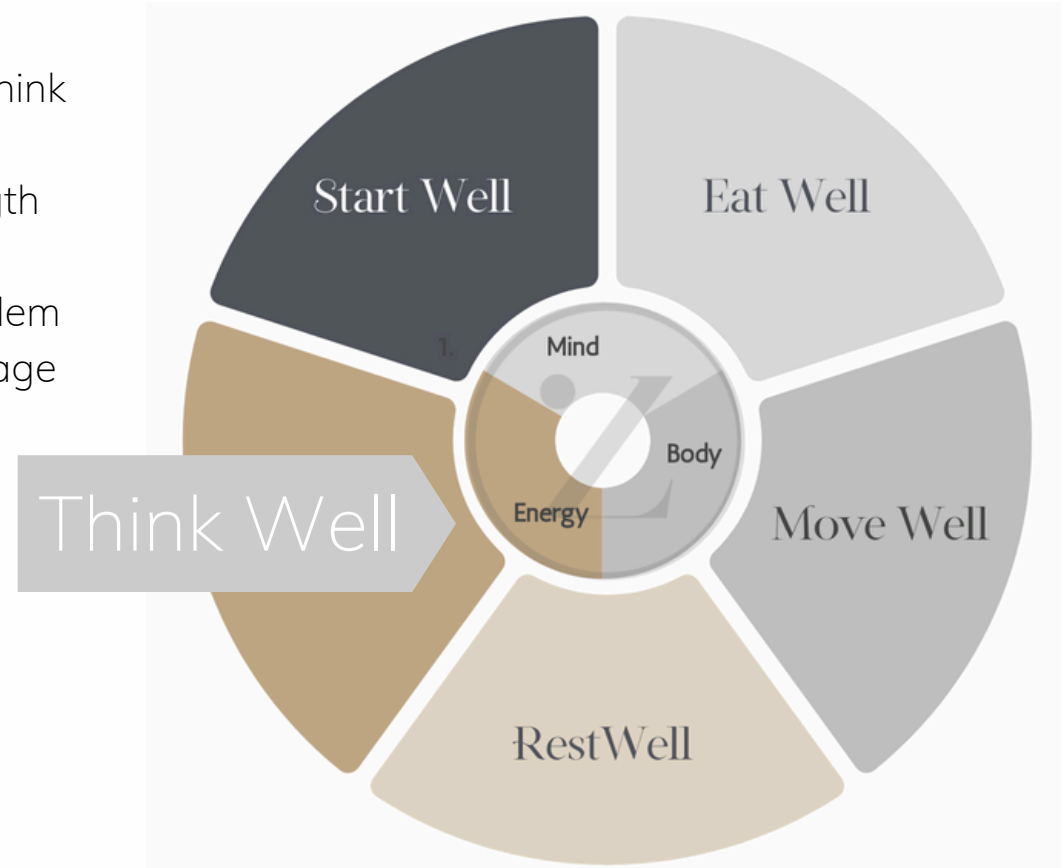 hink
gth
lem
age
Start Well
Eat Well
1.
Mind
Body
Energy
Think Well
Move Well
RestWell